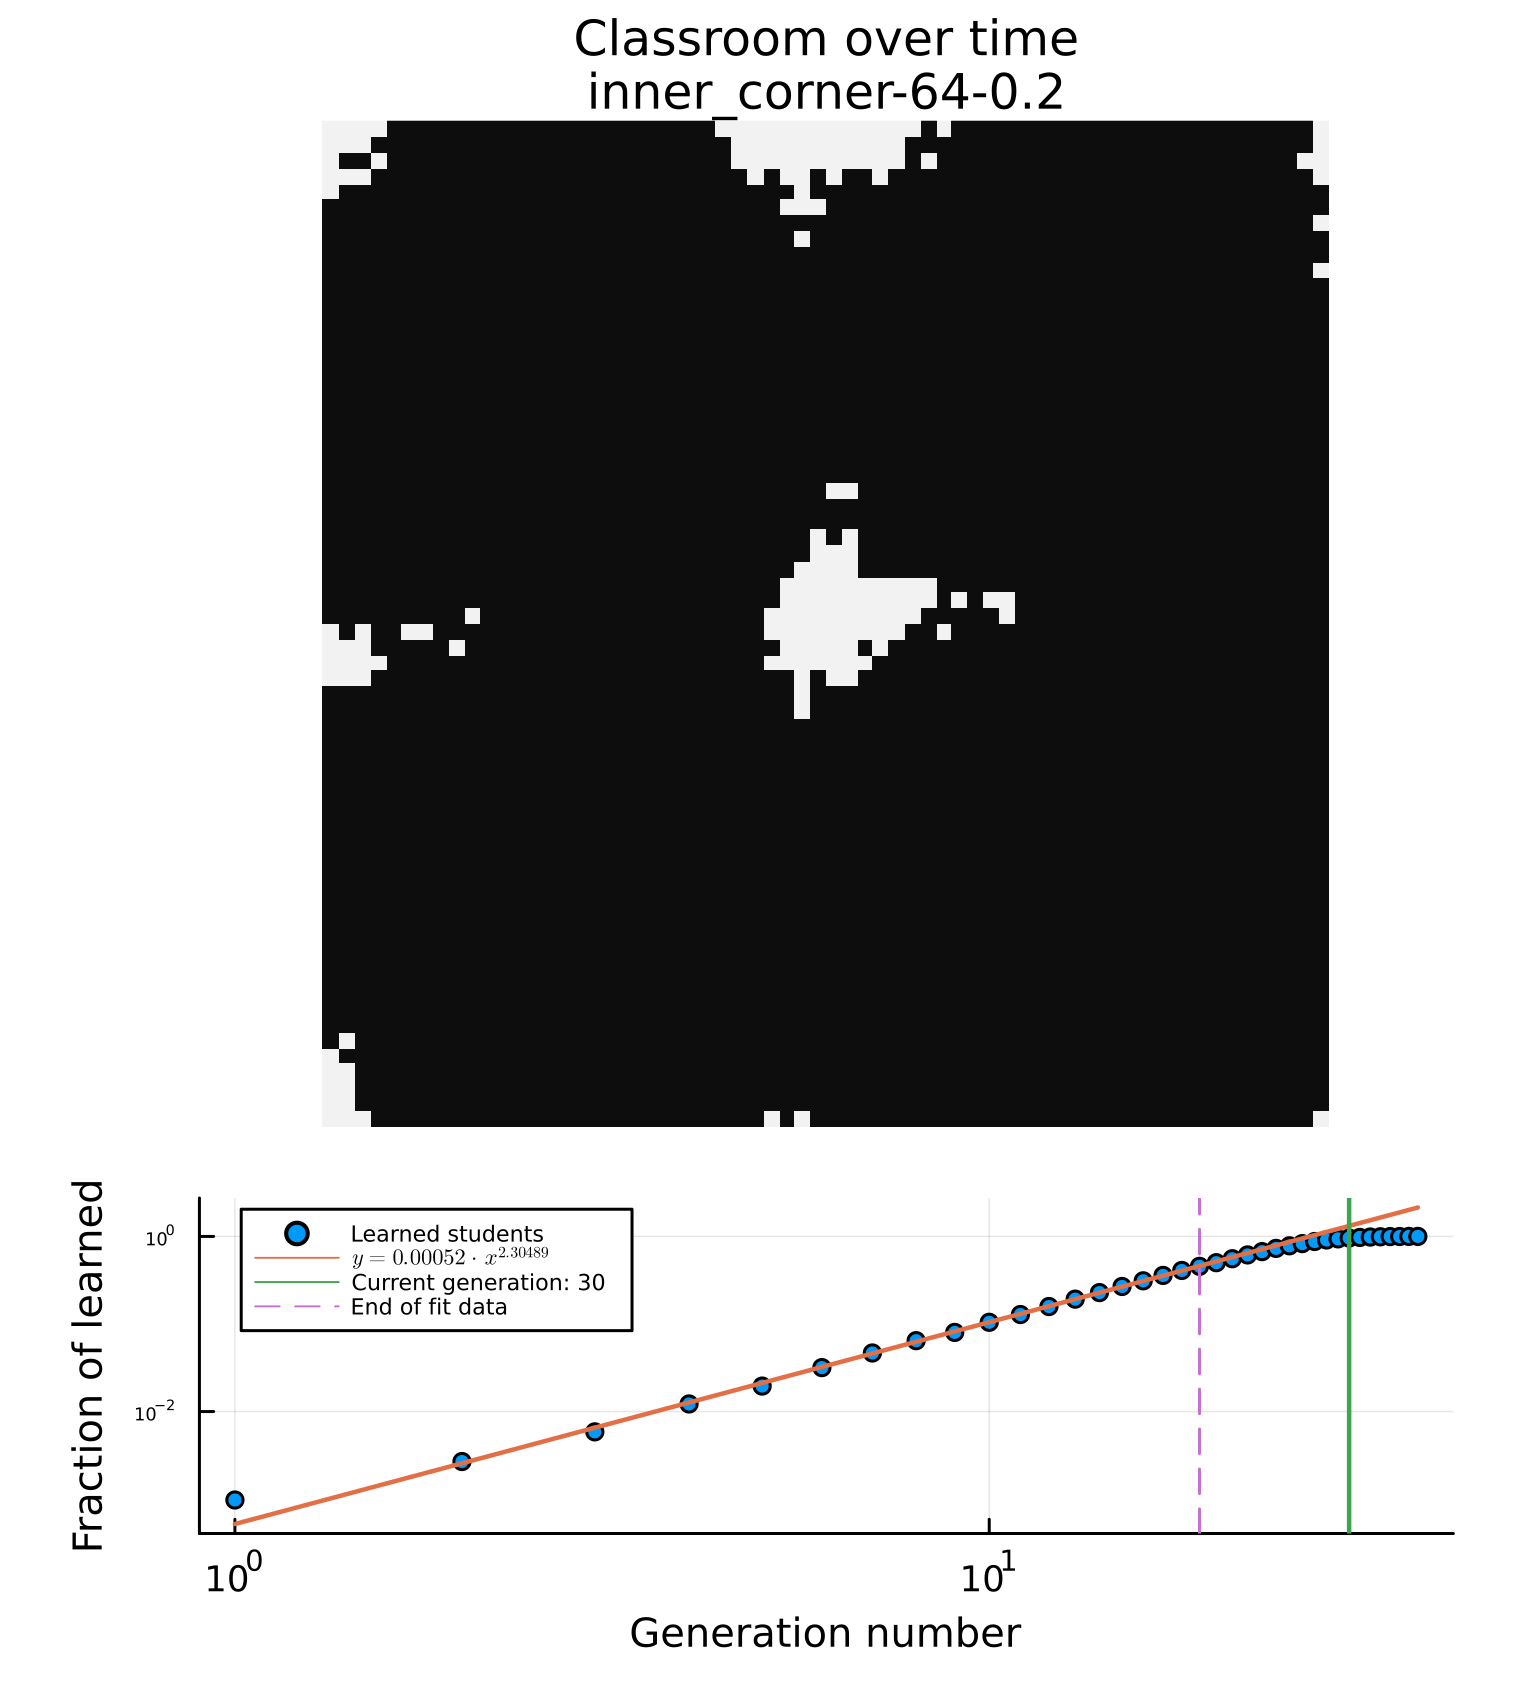 Classroom over time
inner_corner-64-0.2
Fraction of learned
10^0
10^-2
Learned students
y = 0.00052 · x^2.30489
Current generation: 30
End of fit data
10^0
10^1
Generation number